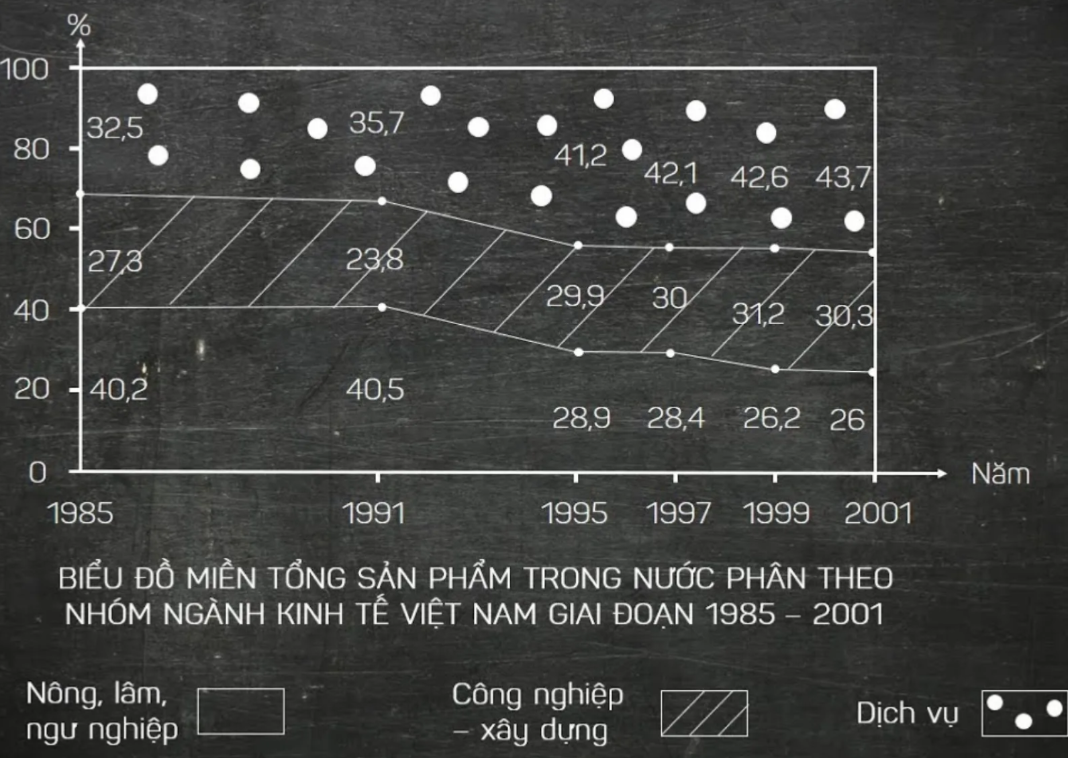 %
100
32,5 35,7
80
41,2 42,1 42,6 43,7
60
27,3 23,8
29,9 30 31,2 30,3
40
20 40,2 40,5
28,9 28,4 26,2 26
0
Năm
1985 1991 1995 1997 1999 2001
BIỂU ĐỒ MIỀN TỔNG SẢN PHẨM TRONG NƯỚC PHÂN THEO
NHÓM NGÀNH KINH TẾ VIỆT NAM GIAI ĐOẠN 1985 – 2001
Nông, lâm,
ngư nghiệp
Công nghiệp
– xây dựng
Dịch vụ